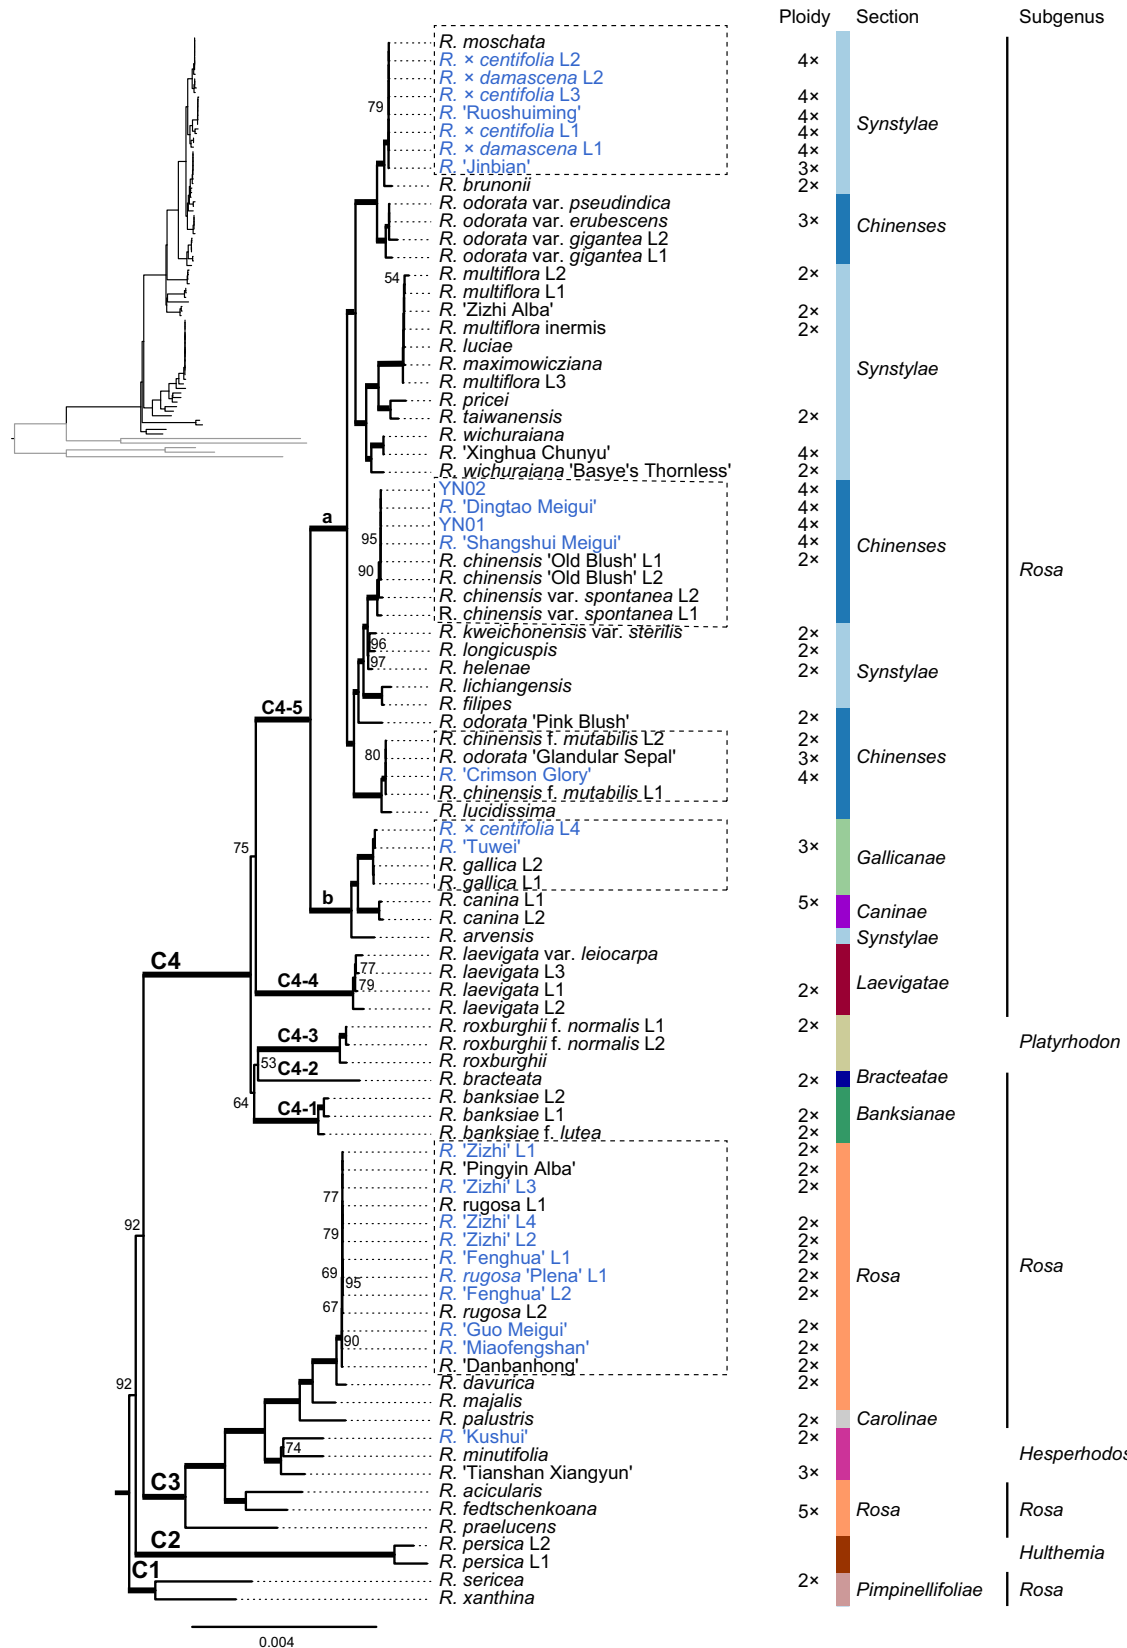 Ploidy Section Subgenus
R. moschata
R. × centifolia L2 4×
R. × damascena L2
R. × centifolia L3 4×
79 R. 'Ruoshuiming' 4×
Synstylae
R. × centifolia L1 4×
R. × damascena L1 4×
R. 'Jinbian' 3×
R. brunonii 2×
R. odorata var. pseudindica
R. odorata var. erubescens 3× Chinenses
R. odorata var. gigantea L2
R. odorata var. gigantea L1
54 R. multiflora L2 2×
R. multiflora L1
R. 'Zizhi Alba' 2×
R. multiflora inermis 2×
R. luciae
R. maximowicziana Synstylae
R. multiflora L3
R. pricei
R. taiwanensis 2×
R. wichuraiana
R. 'Xinghua Chunyu' 4×
R. wichuraiana 'Basye's Thornless' 2×
YN02 4×
R. 'Dingtao Meigui' 4×
a YN01 4×
95 R. 'Shangshui Meigui' 4× Chinenses
R. chinensis 'Old Blush' L1 2×
90 R. chinensis 'Old Blush' L2 Rosa
R. chinensis var. spontanea L2
R. chinensis var. spontanea L1
R. kweichonensis var. sterilis 2×
96 R. longicuspis 2×
97 R. helenae 2× Synstylae
R. lichiangensis
C4-5 R. filipes
R. odorata 'Pink Blush' 2×
R. chinensis f. mutabilis L2 2×
80 R. odorata 'Glandular Sepal' 3× Chinenses
R. 'Crimson Glory' 4×
R. chinensis f. mutabilis L1
R. lucidissima
R. × centifolia L4
75 R. 'Tuwei' 3× Gallicanae
R. gallica L2
R. gallica L1
b R. canina L1 5× Caninae
R. canina L2
R. arvensis Synstylae
R. laevigata var. leiocarpa
C4 77 R. laevigata L3
C4-4 79 R. laevigata L1 2× Laevigatae
R. laevigata L2
R. roxburghii f. normalis L1 2×
C4-3 R. roxburghii f. normalis L2 Platyrhodon
53 R. roxburghii
C4-2 R. bracteata 2× Bracteatae
64 R. banksiae L2
C4-1 R. banksiae L1 2× Banksianae
R. banksiae f. lutea 2×
R. 'Zizhi' L1 2×
R. 'Pingyin Alba' 2×
77 R. 'Zizhi' L3 2×
R. rugosa L1
92 R. 'Zizhi' L4 2×
79 R. 'Zizhi' L2 2×
R. 'Fenghua' L1 2×
69 95 R. rugosa 'Plena' L1 2× Rosa Rosa
R. 'Fenghua' L2 2×
67 R. rugosa L2
R. 'Guo Meigui' 2×
90 R. 'Miaofengshan' 2×
R. 'Danbanhong' 2×
92 R. davurica 2×
R. majalis
R. palustris 2× Carolinae
R. 'Kushui' 2×
74 R. minutifolia Hesperhodos
R. 'Tianshan Xiangyun' 3×
C3 R. acicularis
R. fedtschenkoana 5× Rosa Rosa
R. praelucens
C2 R. persica L2
Hulthemia
R. persica L1
C1 R. sericea 2× Pimpinellifoliae Rosa
R. xanthina
0.004